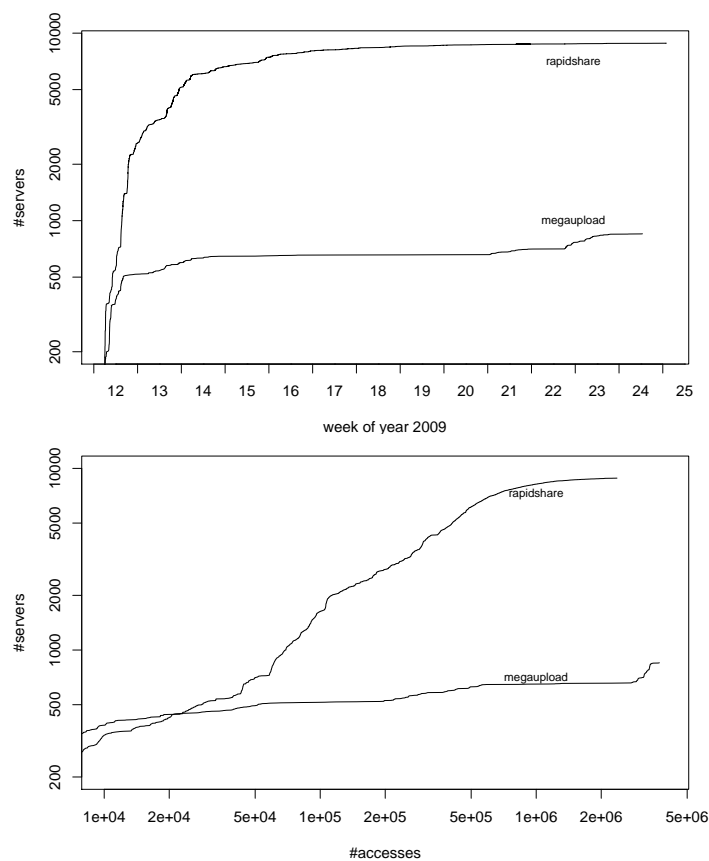 10000
rapidshare
5000
2000
#servers
megaupload
1000
500
200
12 13 14 15 16 17 18 19 20 21 22 23 24 25
week of year 2009
10000
rapidshare
5000
2000
#servers
1000
megaupload
500
200
1e+04 2e+04 5e+04 1e+05 2e+05 5e+05 1e+06 2e+06 5e+06
#accesses